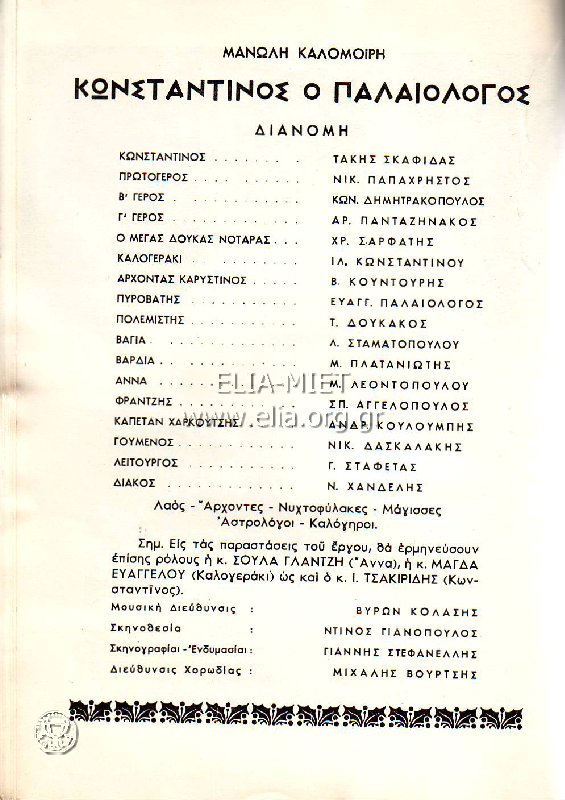 ΜΑΝΩΛΗ ΚΑΛΟΜΟΙΡΗ
ΚΩΝΣΤΑΝΤΙΝΟΣ Ο ΠΑΛΑΙΟΛΟΓΟΣ
ΔΙΑΝΟΜΗ
ΚΩΝΣΤΑΝΤΙΝΟΣ . . . . . . . . ΤΑΚΗΣ ΣΚΑΦΙΔΑΣ
ΠΡΩΤΟΓΕΡΟΣ . . . . . . . . . . ΝΙΚ. ΠΑΠΑΧΡΗΣΤΟΣ
Β' ΓΕΡΟΣ . . . . . . . . . . . ΚΩΝ. ΔΗΜΗΤΡΑΚΟΠΟΥΛΟΣ
Γ' ΓΕΡΟΣ . . . . . . . . . . . ΑΡ. ΠΑΝΤΑΖΗΝΑΚΟΣ
Ο ΜΕΓΑΣ ΔΟΥΚΑΣ ΝΟΤΑΡΑΣ . . . ΧΡ. ΣΑΡΦΑΤΗΣ
ΚΑΛΟΓΕΡΑΚΙ . . . . . . . . . ΙΛ. ΚΩΝΣΤΑΝΤΙΝΟΥ
ΑΡΧΟΝΤΑΣ ΚΑΡΥΣΤΙΝΟΣ . . . . . Β. ΚΟΥΝΤΟΥΡΗΣ
ΠΥΡΟΒΑΤΗΣ . . . . . . . . . . ΕΥΑΓΓ. ΠΑΛΑΙΟΛΟΓΟΣ
ΠΟΛΕΜΙΣΤΗΣ . . . . . . . . . . Τ. ΔΟΥΚΑΚΟΣ
ΒΑΓΙΑ . . . . . . . . . . . . Λ. ΣΤΑΜΑΤΟΠΟΥΛΟΥ
ΒΑΡΔΙΑ . . . . . . . . . . . . Μ. ΠΛΑΤΑΝΙΩΤΗΣ
ΑΝΝΑ . . . . . . . . . . . . Μ. ΛΕΟΝΤΟΠΟΥΛΟΥ
ΦΡΑΝΤΖΗΣ . . . . . . . . . . . ΣΠ. ΑΓΓΕΛΟΠΟΥΛΟΣ
ΚΑΠΕΤΑΝ ΧΑΡΚΟΥΤΣΗΣ . . . . . ΑΝΔΡ. ΚΟΥΛΟΥΜΠΗΣ
ΓΟΥΜΕΝΟΣ . . . . . . . . . . . ΝΙΚ. ΔΑΣΚΑΛΑΚΗΣ
ΛΕΙΤΟΥΡΓΟΣ . . . . . . . . . . Γ. ΣΤΑΦΕΤΑΣ
ΔΙΑΚΟΣ . . . . . . . . . . . . Ν. ΧΑΝΔΕΛΗΣ
Λαὸς - Ἄρχοντες - Νυχτοφύλακες - Μάγισσες
Ἀστρολόγοι - Καλόγηροι.
Σημ. Εἰς τὰς παραστάσεις τοῦ ἔργου, θὰ ἑρμηνεύσουν
ἐπίσης ρόλους ἡ κ. ΣΟΥΛΑ ΓΛΑΝΤΖΗ (Ἄννα), ἡ κ. ΜΑΓΔΑ
ΕΥΑΓΓΕΛΟΥ (Καλογεράκι) ὡς καὶ ὁ κ. Ι. ΤΣΑΚΙΡΙΔΗΣ (Κων-
σταντῖνος).
Μουσικὴ Διεύθυνσις : ΒΥΡΩΝ ΚΟΛΑΣΗΣ
Σκηνοθεσία : ΝΤΙΝΟΣ ΓΙΑΝΟΠΟΥΛΟΣ
Σκηνογραφίαι - Ἐνδυμασίαι : ΓΙΑΝΝΗΣ ΣΤΕΦΑΝΕΛΛΗΣ
Διεύθυνσις Χορωδίας : ΜΙΧΑΛΗΣ ΒΟΥΡΤΣΗΣ
ELIA-MIET
www.elia.org.gr